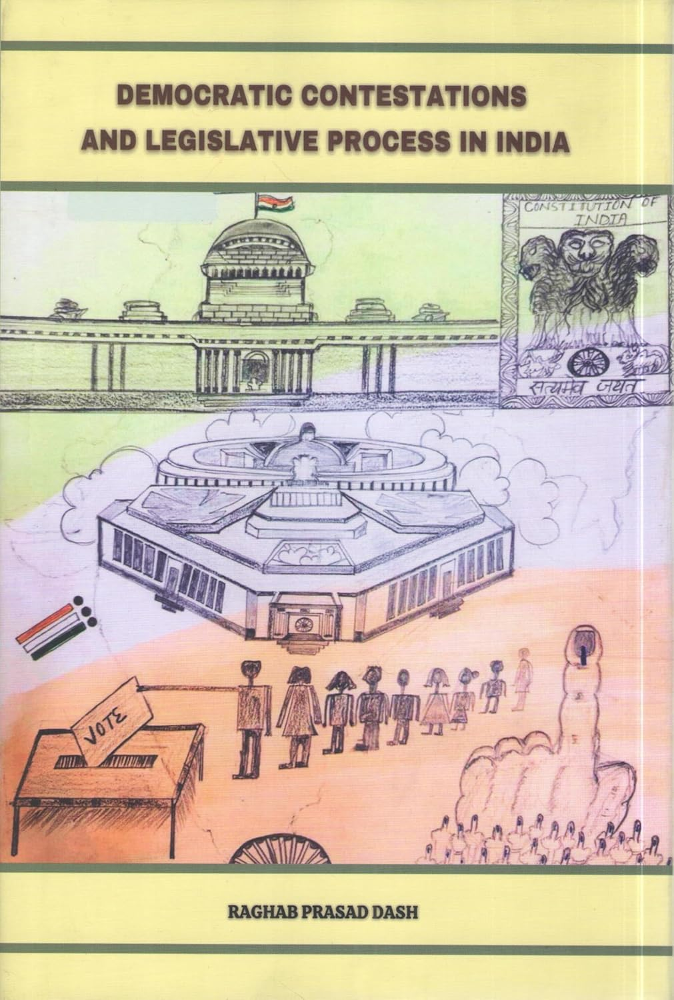 DEMOCRATIC CONTESTATIONS
AND LEGISLATIVE PROCESS IN INDIA
CONSTITUTION OF
INDIA
सत्यमेव जयते
VOTE
RAGHAB PRASAD DASH